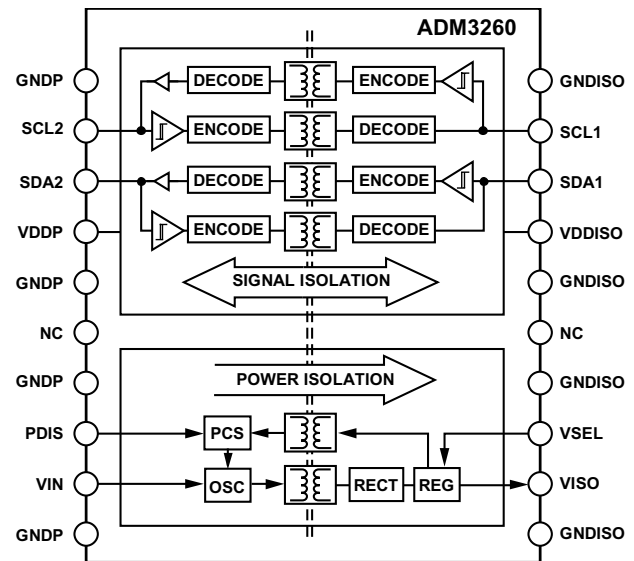 ADM3260
GNDP DECODE ENCODE GNDISO
SCL2 ENCODE DECODE SCL1
SDA2 DECODE ENCODE SDA1
VDDP ENCODE DECODE VDDISO
GNDP SIGNAL ISOLATION GNDISO
NC NC
GNDP POWER ISOLATION GNDISO
PDIS PCS VSEL
VIN OSC RECT REG VISO
GNDP GNDISO